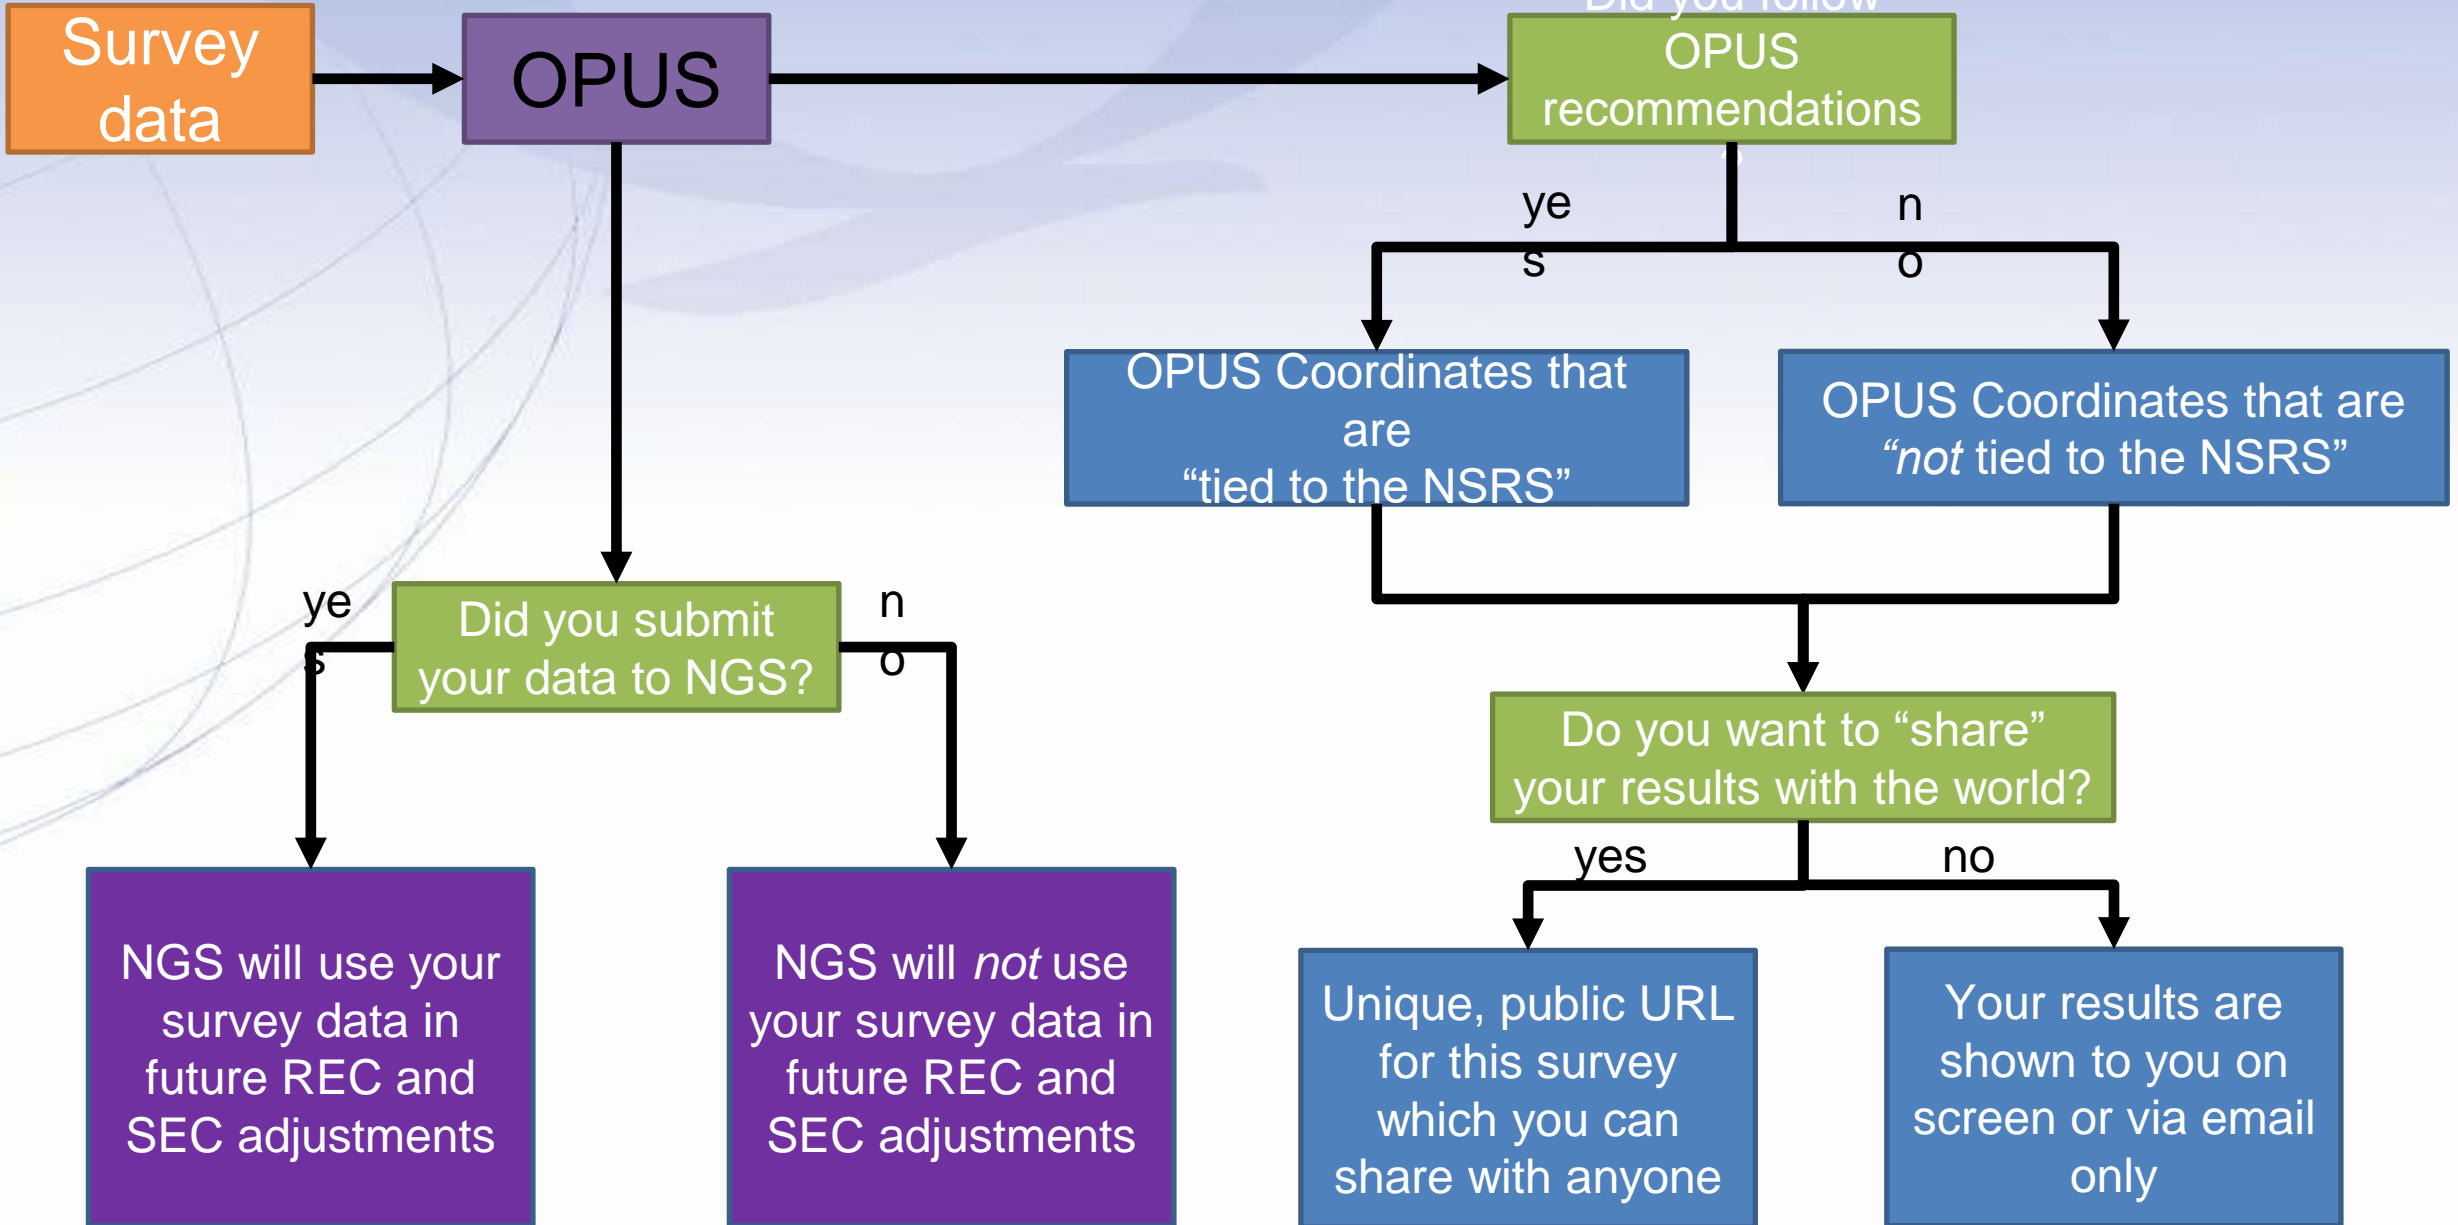 Survey
data
OPUS
Did you follow
OPUS
recommendations
?
ye
s
n
o
OPUS Coordinates that
are
“tied to the NSRS”
OPUS Coordinates that are
“not tied to the NSRS”
ye
s
Did you submit
your data to NGS?
n
o
Do you want to “share”
your results with the world?
yes
no
NGS will use your
survey data in
future REC and
SEC adjustments
NGS will not use
your survey data in
future REC and
SEC adjustments
Unique, public URL
for this survey
which you can
share with anyone
Your results are
shown to you on
screen or via email
only